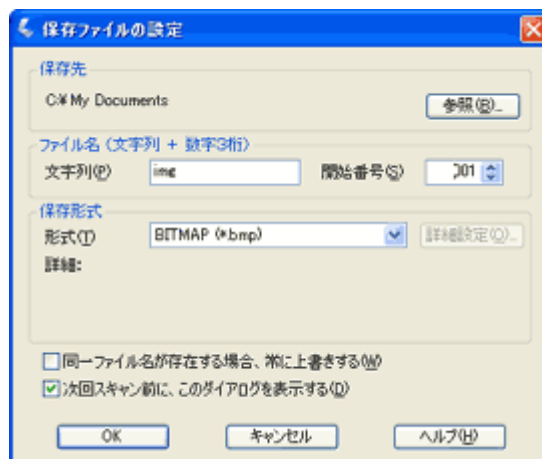 保存ファイルの設定
保存先
C:¥My Documents
参照(B)...
ファイル名 (文字列 + 数字3桁)
文字列(P)
img
開始番号(S)
001
保存形式
形式(T)
BITMAP (*.bmp)
詳細設定(O)...
詳細:
同一ファイル名が存在する場合、常に上書きする(W)
次回スキャン前に、このダイアログを表示する(D)
OK
キャンセル
ヘルプ(H)